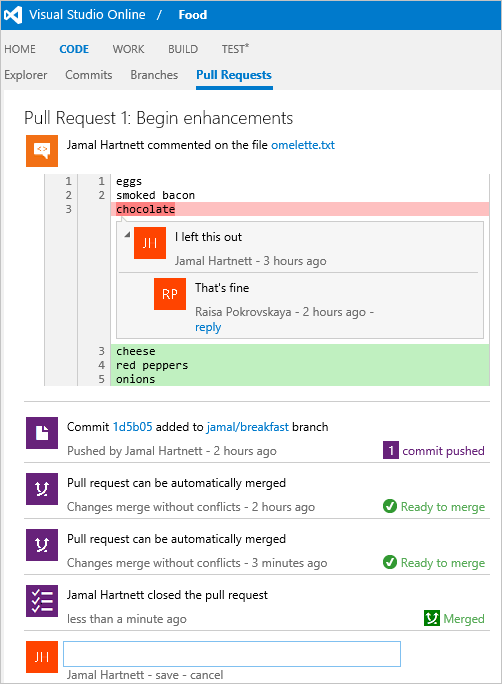 Visual Studio Online / Food
HOME CODE WORK BUILD TEST*
Explorer Commits Branches Pull Requests
Pull Request 1: Begin enhancements
Jamal Hartnett commented on the file omelette.txt
1 1 eggs
2 2 smoked bacon
3 chocolate
JH I left this out
Jamal Hartnett - 3 hours ago
RP That's fine
Raisa Pokrovskaya - 2 hours ago -
reply
3 cheese
4 red peppers
5 onions
Commit 1d5b05 added to jamal/breakfast branch
Pushed by Jamal Hartnett - 2 hours ago 1 commit pushed
Pull request can be automatically merged
Changes merge without conflicts - 2 hours ago Ready to merge
Pull request can be automatically merged
Changes merge without conflicts - 3 minutes ago Ready to merge
Jamal Hartnett closed the pull request
less than a minute ago Merged
JH
Jamal Hartnett - save - cancel